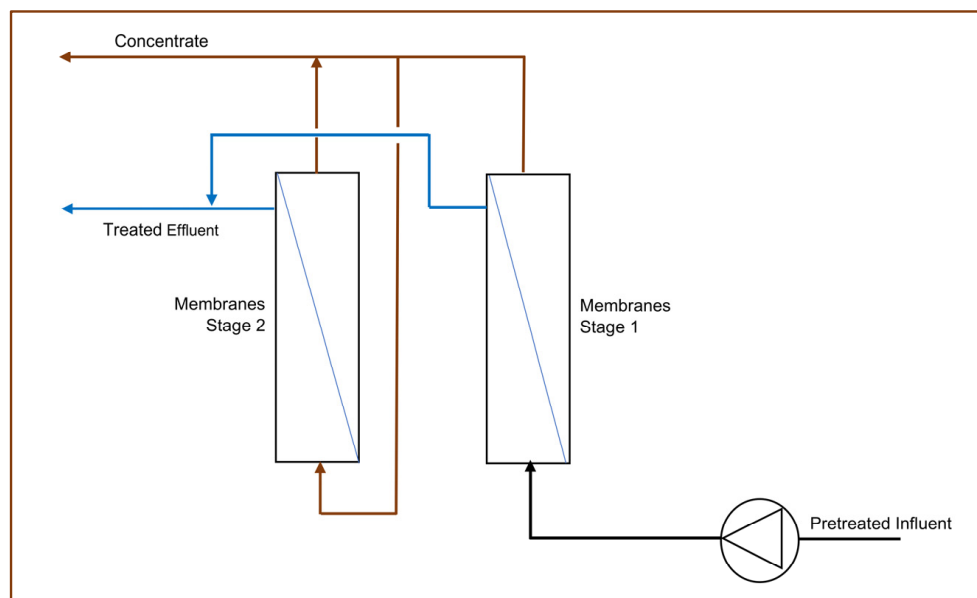 Concentrate
Treated Effluent
Membranes
Stage 2
Membranes
Stage 1
Pretreated Influent